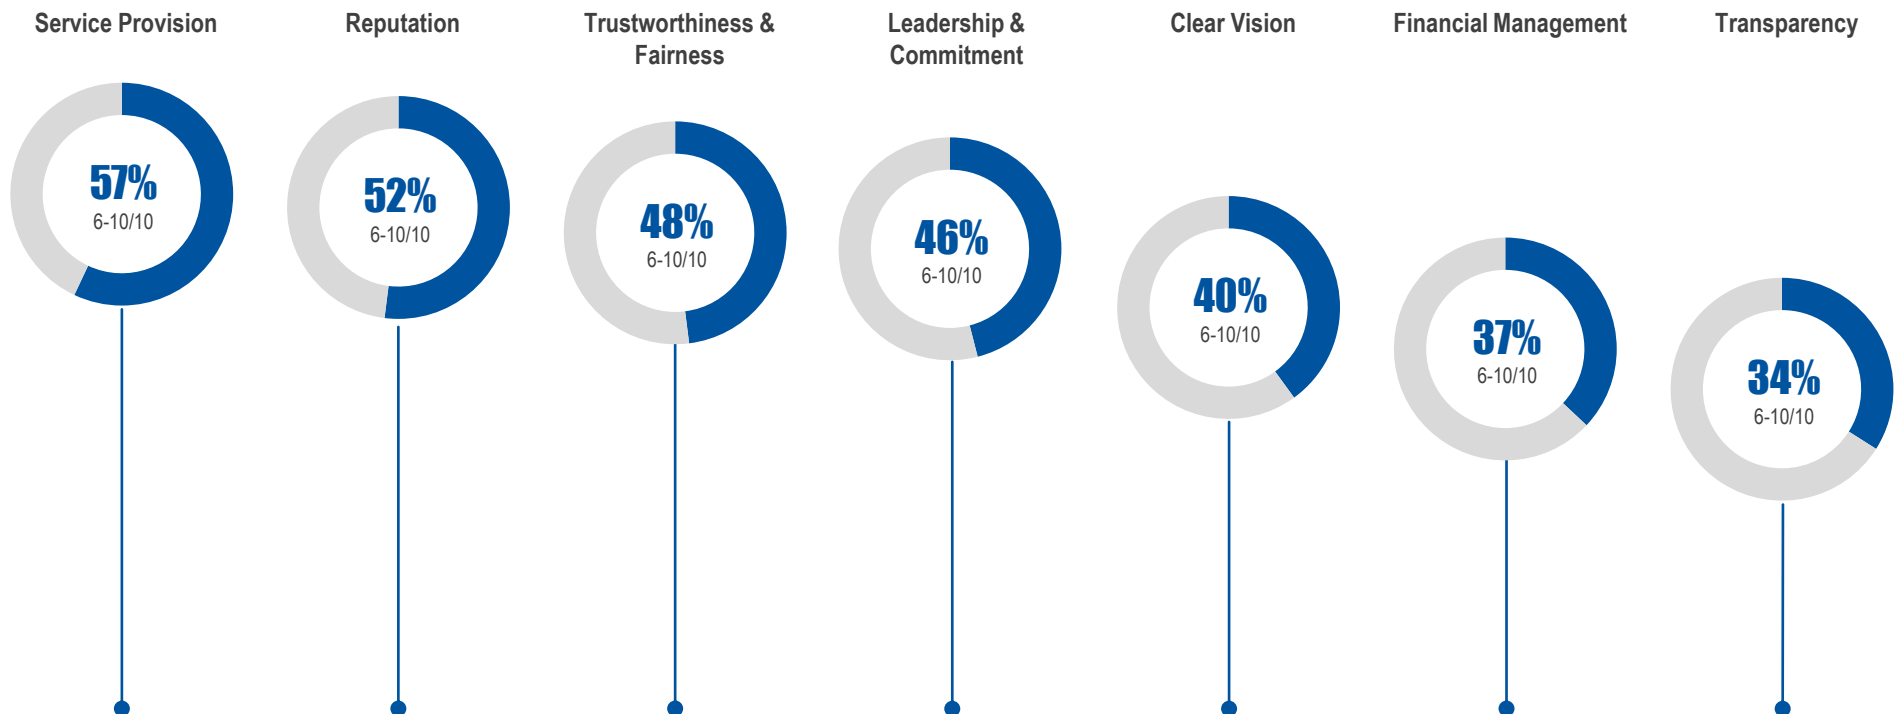 Service Provision
57%
6-10/10
Reputation
52%
6-10/10
Trustworthiness &
Fairness
48%
6-10/10
Leadership &
Commitment
46%
6-10/10
Clear Vision
40%
6-10/10
Financial Management
37%
6-10/10
Transparency
34%
6-10/10